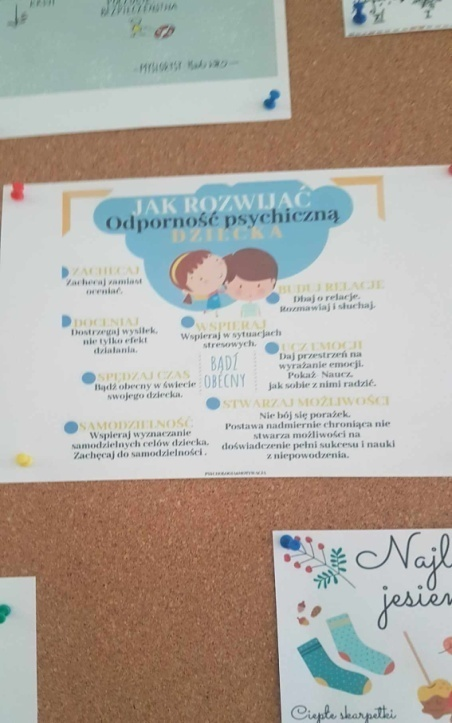 BEZPIECZEŃSTWA
JAK ROZWIJAĆ
Odporność psychiczną
DZIECKA
ZACHĘCAJ
Zachęcaj zamiast
oceniać.
BUDUJ RELACJE
Dbaj o relacje.
Rozmawiaj i słuchaj.
DOCENIAJ
Dostrzegaj wysiłek,
nie tylko efekt
działania.
WSPIERAJ
Wspieraj w sytuacjach
stresowych.
UCZ EMOCJI
Daj przestrzeń na
wyrażanie emocji.
Pokaż- Naucz,
jak sobie z nimi radzić.
BĄDŹ
OBECNY
SPĘDZAJ CZAS
Bądź obecny w świecie
swojego dziecka.
STWARZAJ MOŻLIWOŚCI
Nie bój się porażek.
Postawa nadmiernie chroniąca nie
stwarza możliwości na
doświadczenie pełni sukcesu i nauki
z niepowodzenia.
SAMODZIELNOŚĆ
Wspieraj wyznaczanie
samodzielnych celów dziecka.
Zachęcaj do samodzielności .
Najl
jesien
Ciepłe skarpetki